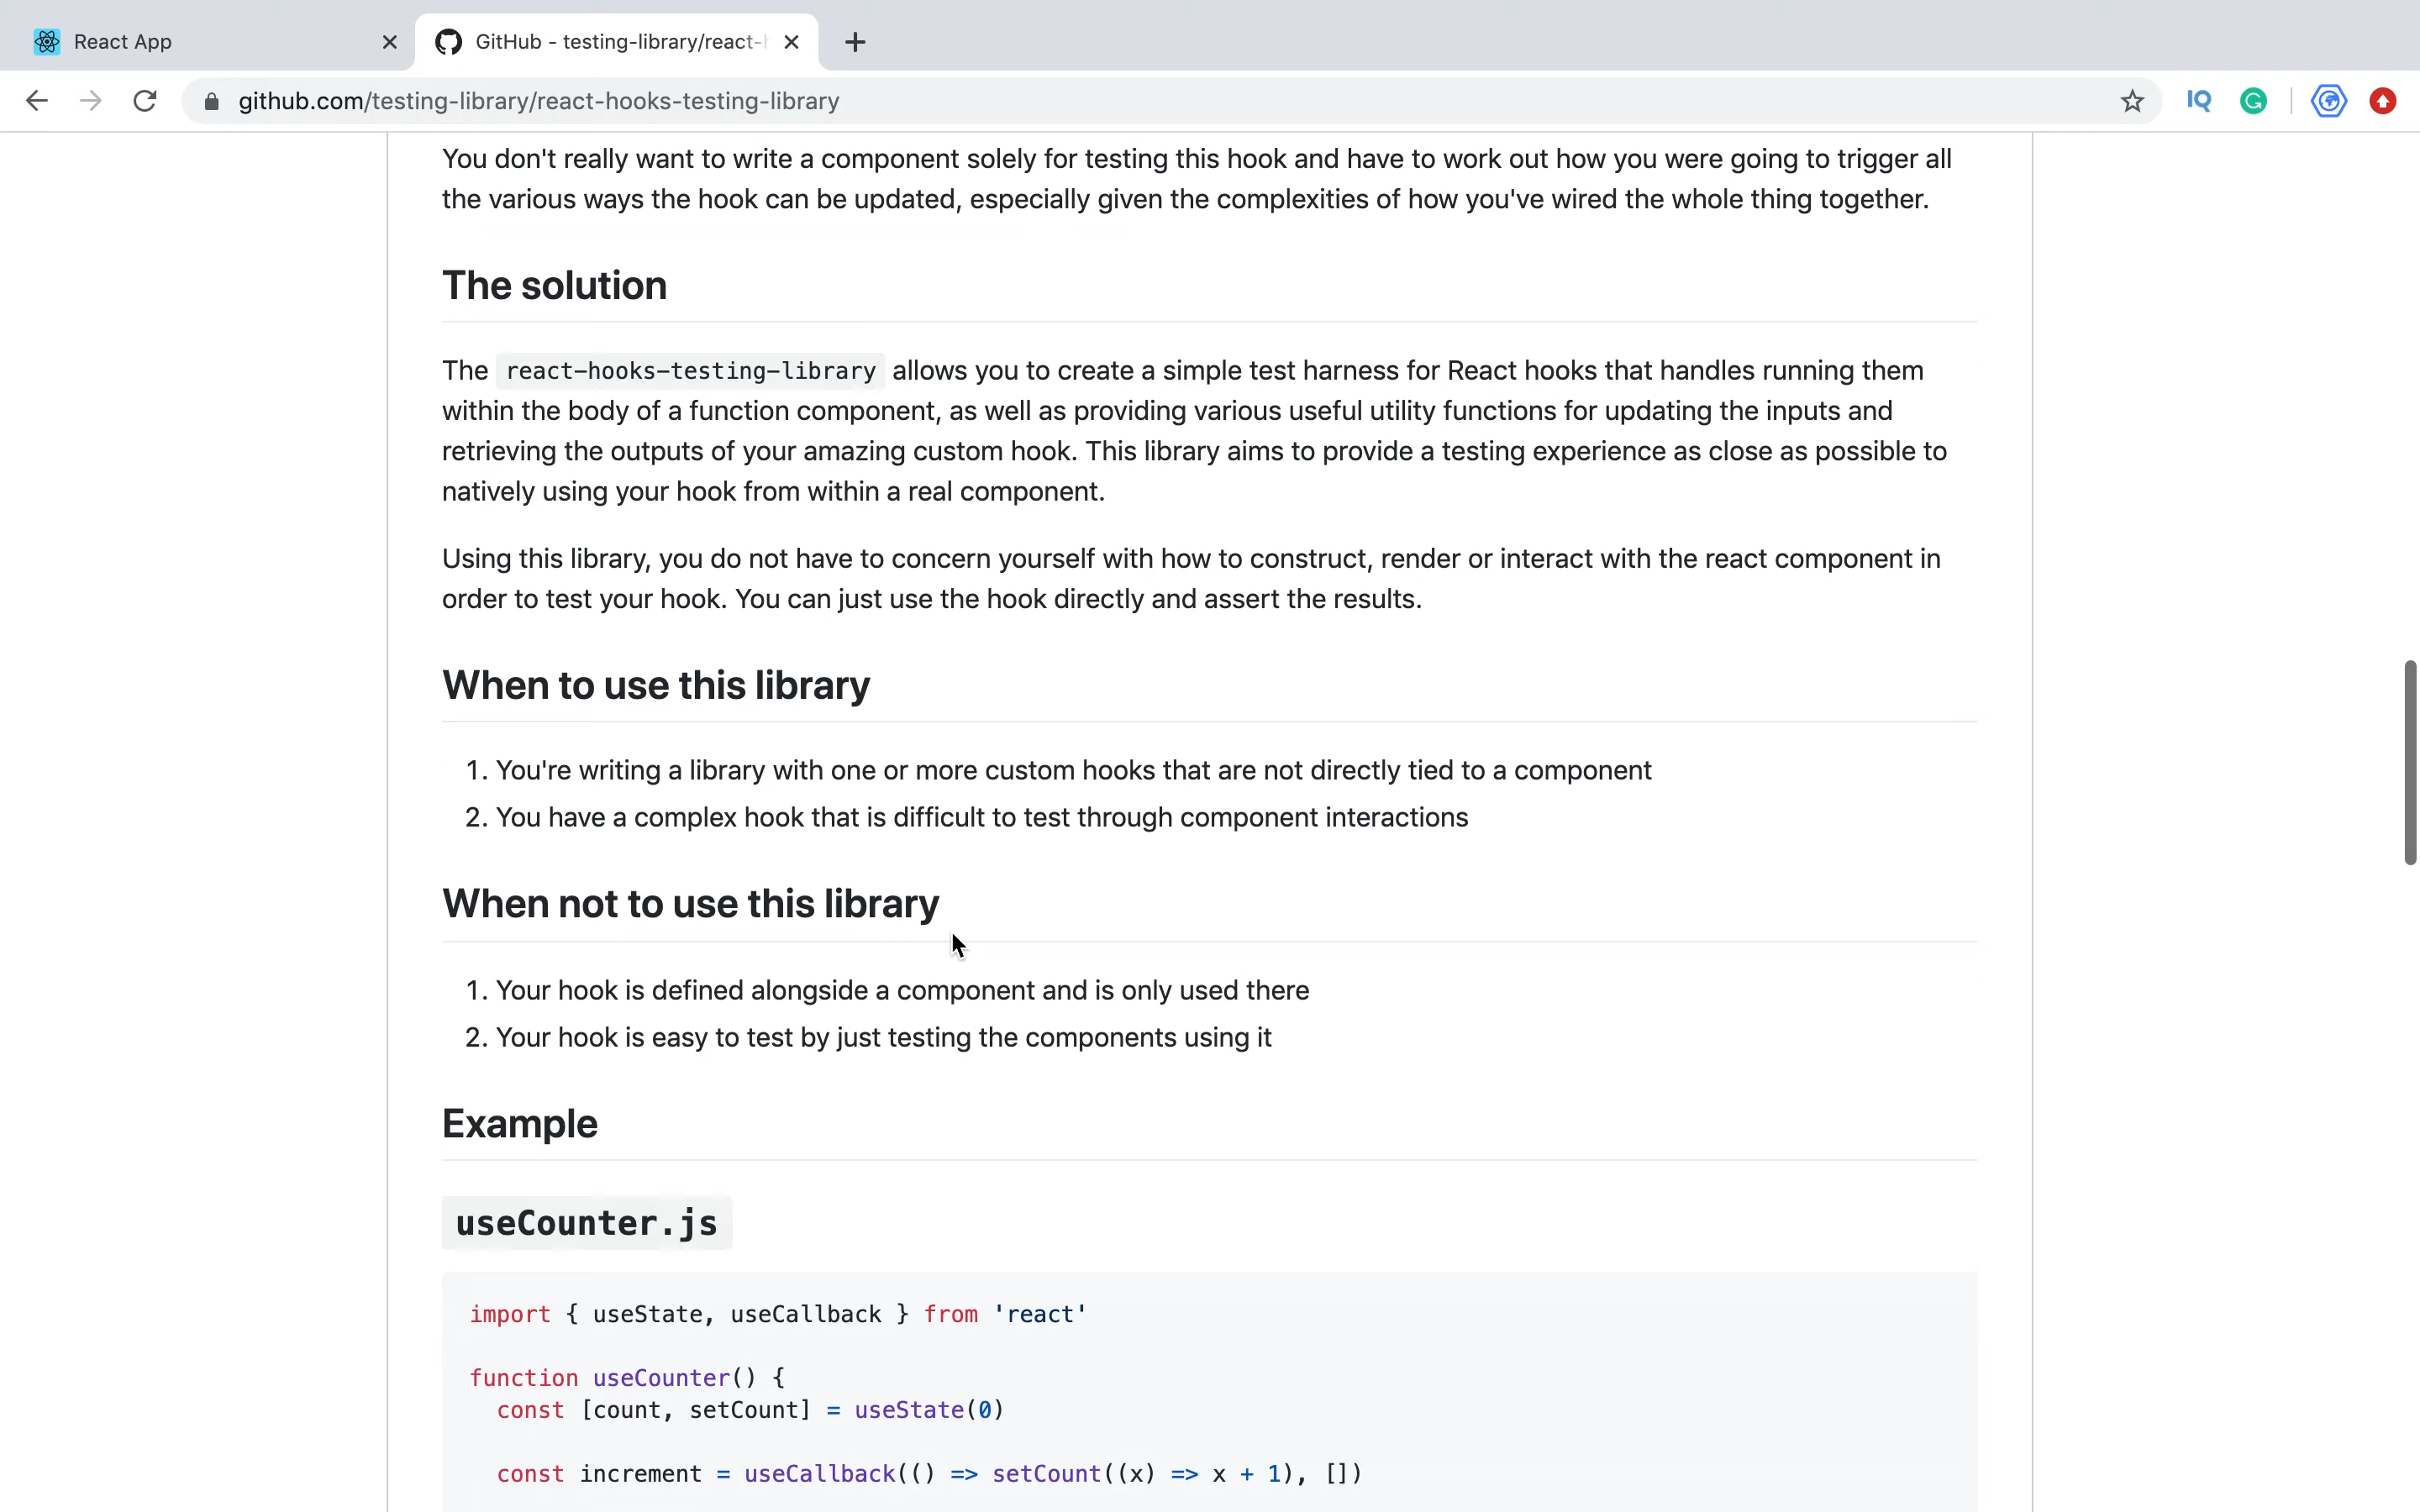 React App
GitHub - testing-library/react-h
github.com/testing-library/react-hooks-testing-library
IQ
You don't really want to write a component solely for testing this hook and have to work out how you were going to trigger all
the various ways the hook can be updated, especially given the complexities of how you've wired the whole thing together.
The solution
The react-hooks-testing-library allows you to create a simple test harness for React hooks that handles running them
within the body of a function component, as well as providing various useful utility functions for updating the inputs and
retrieving the outputs of your amazing custom hook. This library aims to provide a testing experience as close as possible to
natively using your hook from within a real component.
Using this library, you do not have to concern yourself with how to construct, render or interact with the react component in
order to test your hook. You can just use the hook directly and assert the results.
When to use this library
1. You're writing a library with one or more custom hooks that are not directly tied to a component
2. You have a complex hook that is difficult to test through component interactions
When not to use this library
1. Your hook is defined alongside a component and is only used there
2. Your hook is easy to test by just testing the components using it
Example
useCounter.js
import { useState, useCallback } from 'react'
function useCounter() {
const [count, setCount] = useState(0)
const increment = useCallback(() => setCount((x) => x + 1), [])